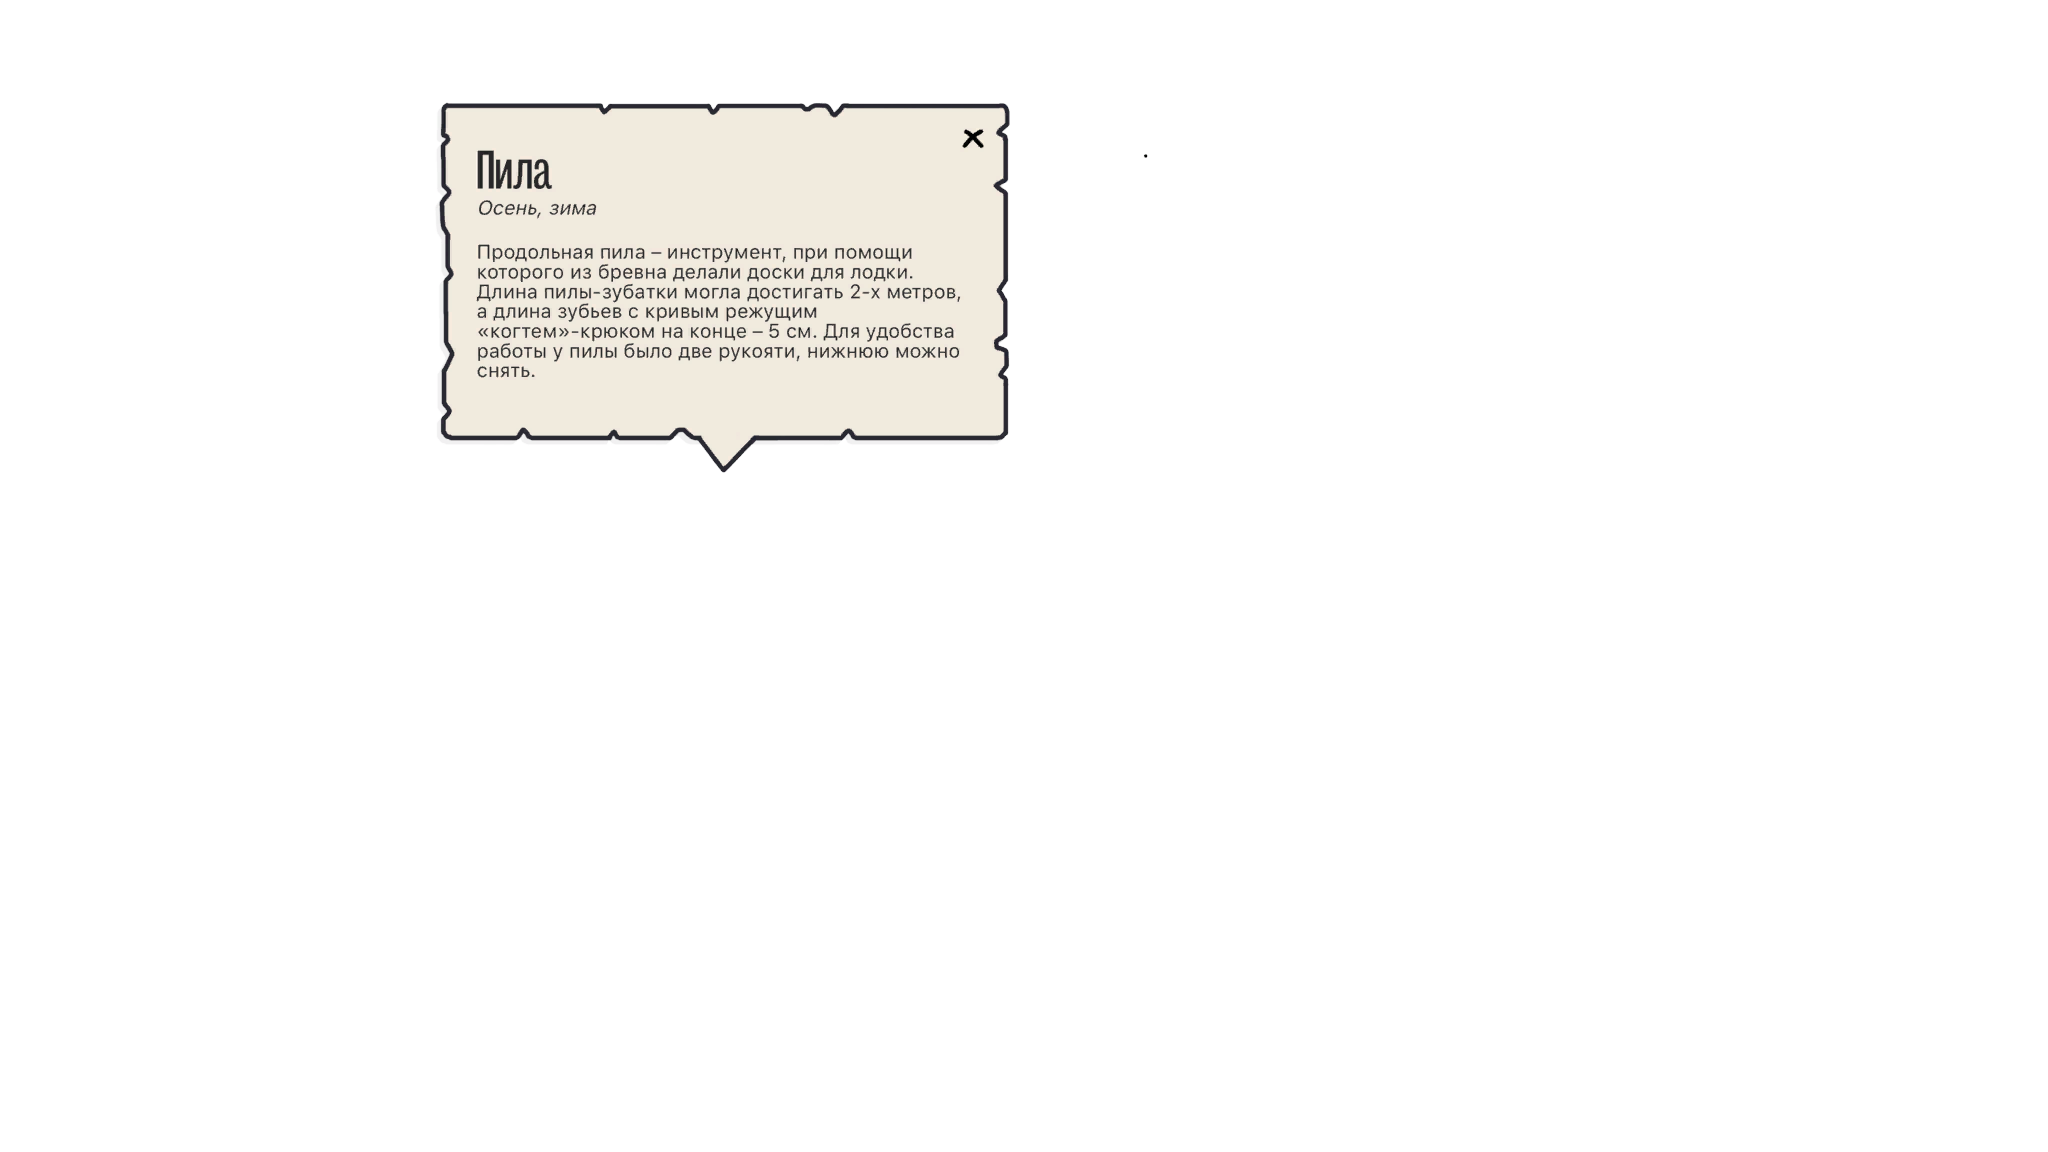 Пила
Осень, зима
Продольная пила – инструмент, при помощи
которого из бревна делали доски для лодки.
Длина пилы-зубатки могла достигать 2-х метров,
а длина зубьев с кривым режущим
«когтем»-крюком на конце – 5 см. Для удобства
работы у пилы было две рукояти, нижнюю можно
снять.